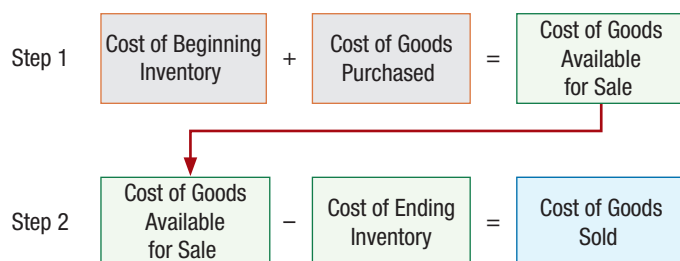 Step 1
Cost of Beginning
Inventory
+
Cost of Goods
Purchased
=
Cost of Goods
Available
for Sale
Step 2
Cost of Goods
Available
for Sale
–
Cost of Ending
Inventory
=
Cost of Goods
Sold